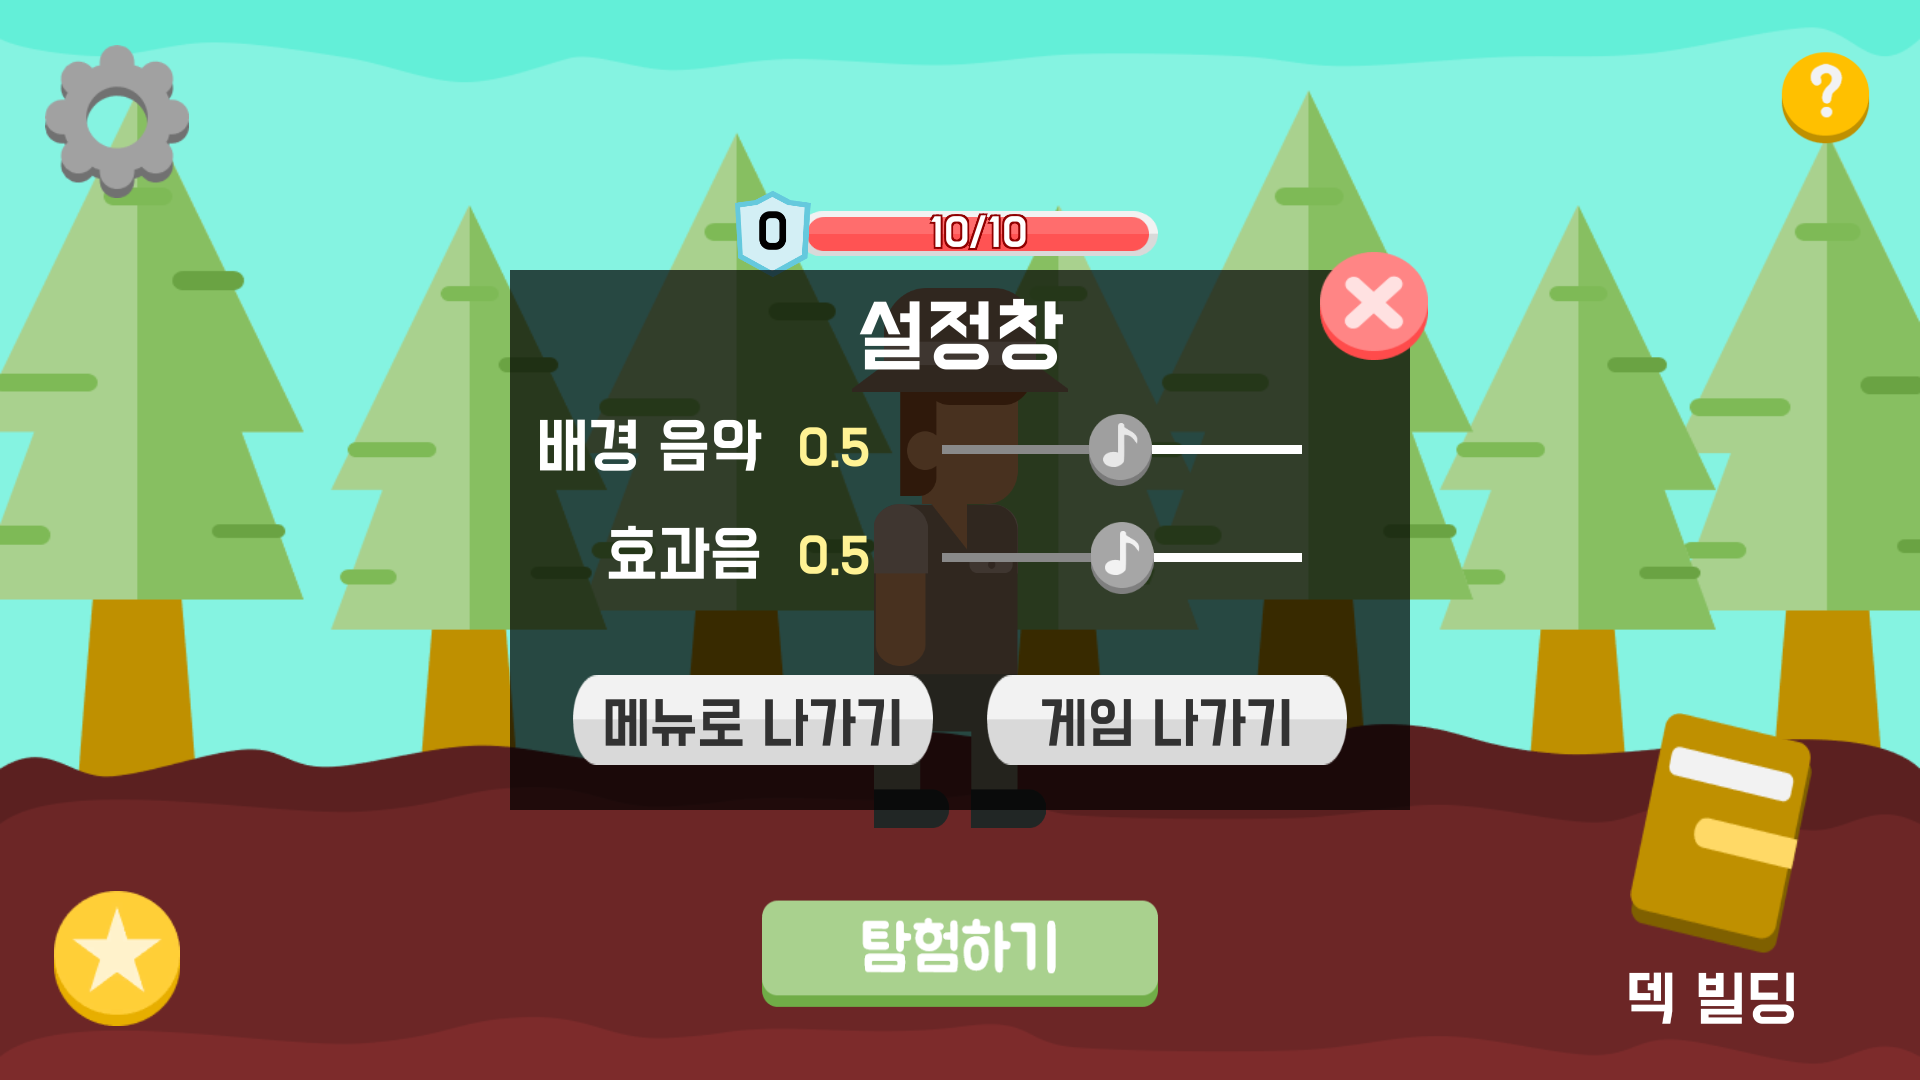 ?
0
10/10
설정창
배경 음악 0.5
효과음 0.5
메뉴로 나가기
게임 나가기
탐험하기
덱 빌딩